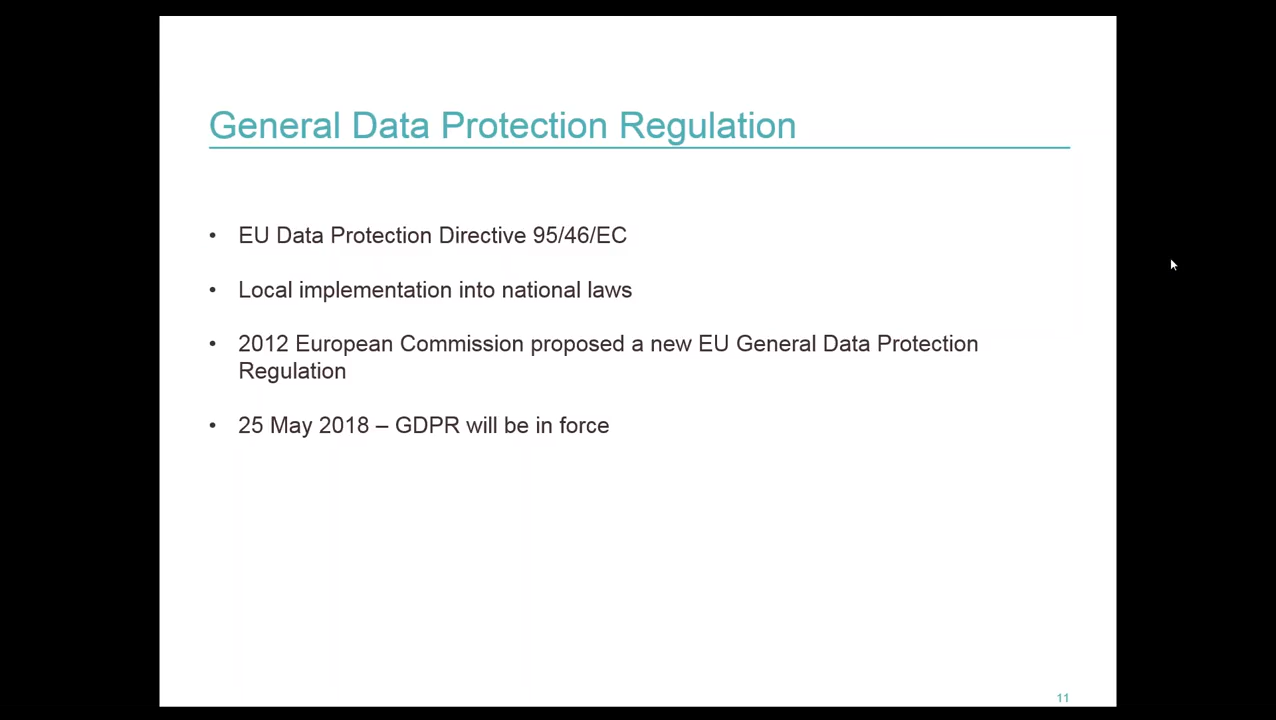 General Data Protection Regulation
• EU Data Protection Directive 95/46/EC
• Local implementation into national laws
• 2012 European Commission proposed a new EU General Data Protection
Regulation
• 25 May 2018 – GDPR will be in force
11